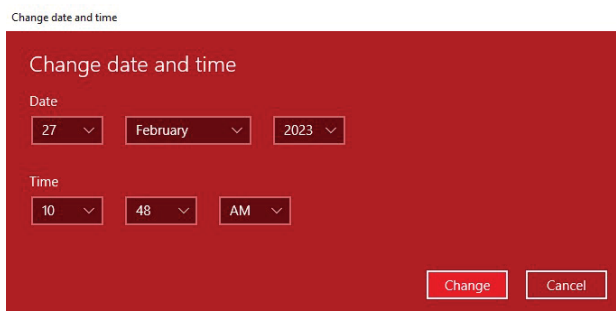 Change date and time
Change date and time
Date
27 February 2023
Time
10 48 AM
Change Cancel